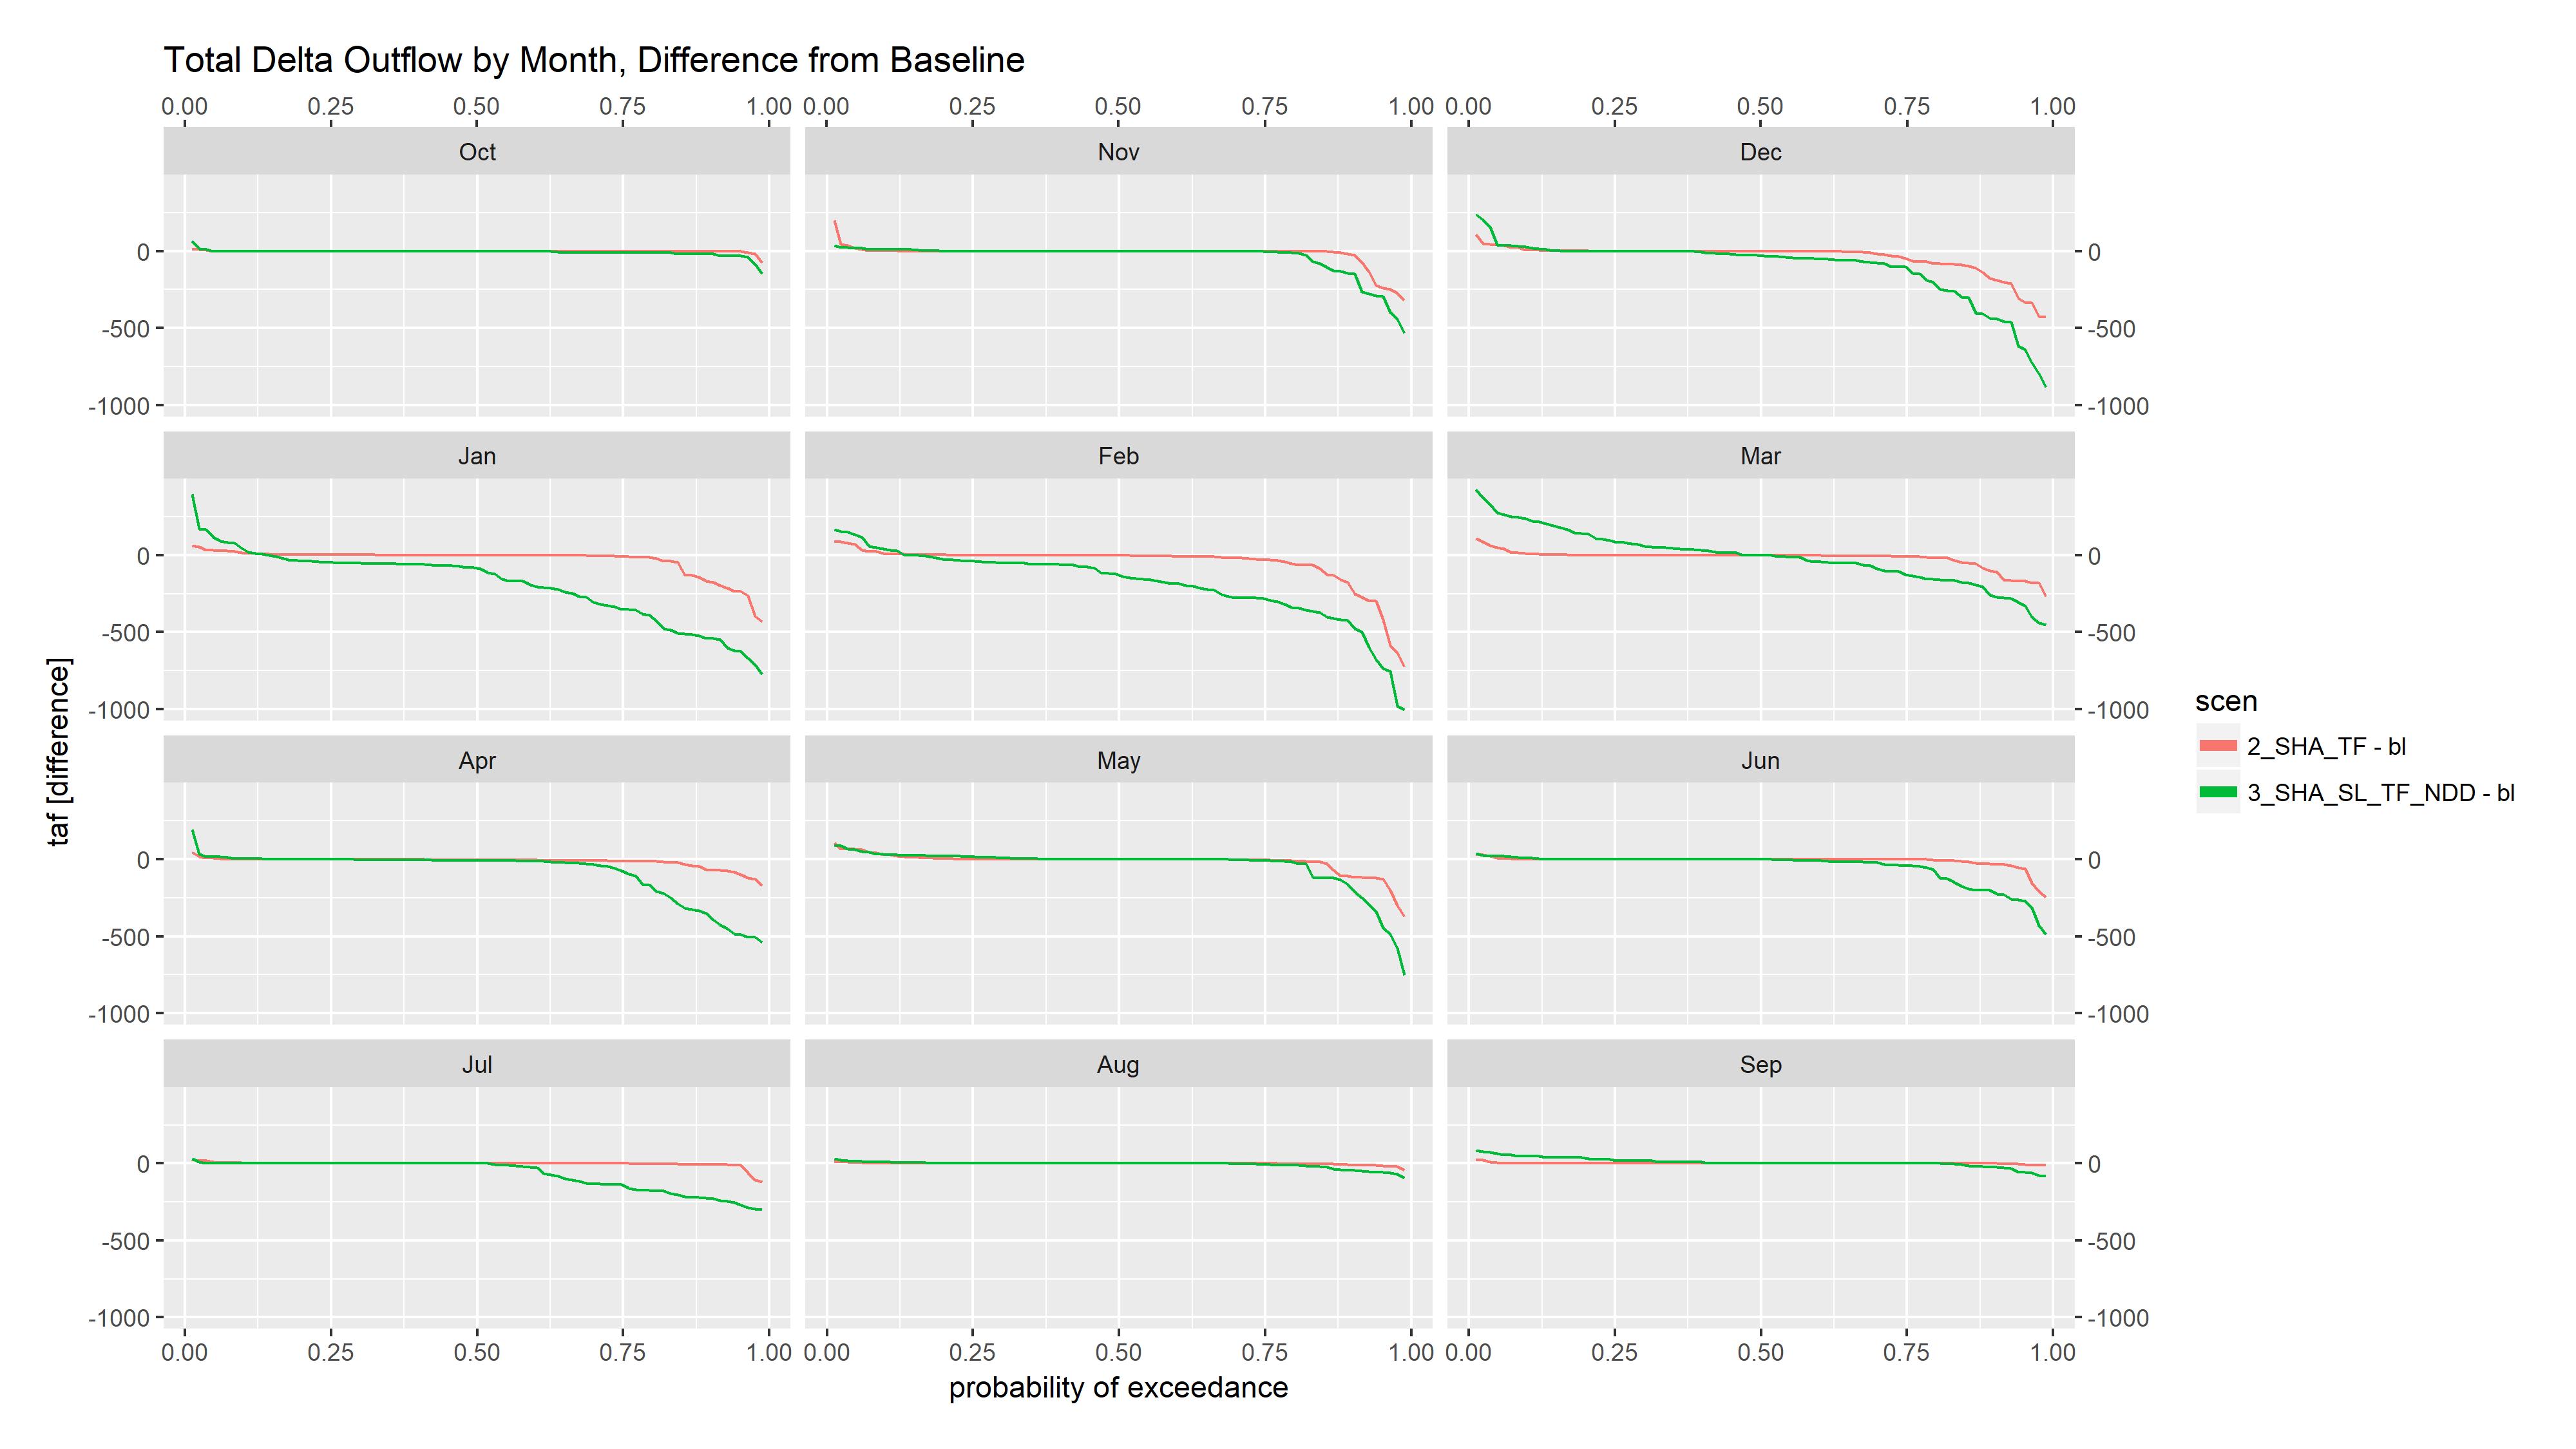 Total Delta Outflow by Month, Difference from Baseline
0.00 0.25 0.50 0.75 1.00 0.00 0.25 0.50 0.75 1.00 0.00 0.25 0.50 0.75 1.00
Oct Nov Dec
0 0
-500 -500
-1000 -1000
Jan Feb Mar
0 0
-500 -500
-1000 -1000
Apr May Jun
0 0
-500 -500
-1000 -1000
Jul Aug Sep
0 0
-500 -500
-1000 -1000
0.00 0.25 0.50 0.75 1.00 0.00 0.25 0.50 0.75 1.00 0.00 0.25 0.50 0.75 1.00
probability of exceedance
taf [difference]
scen
2_SHA_TF - bl
3_SHA_SL_TF_NDD - bl